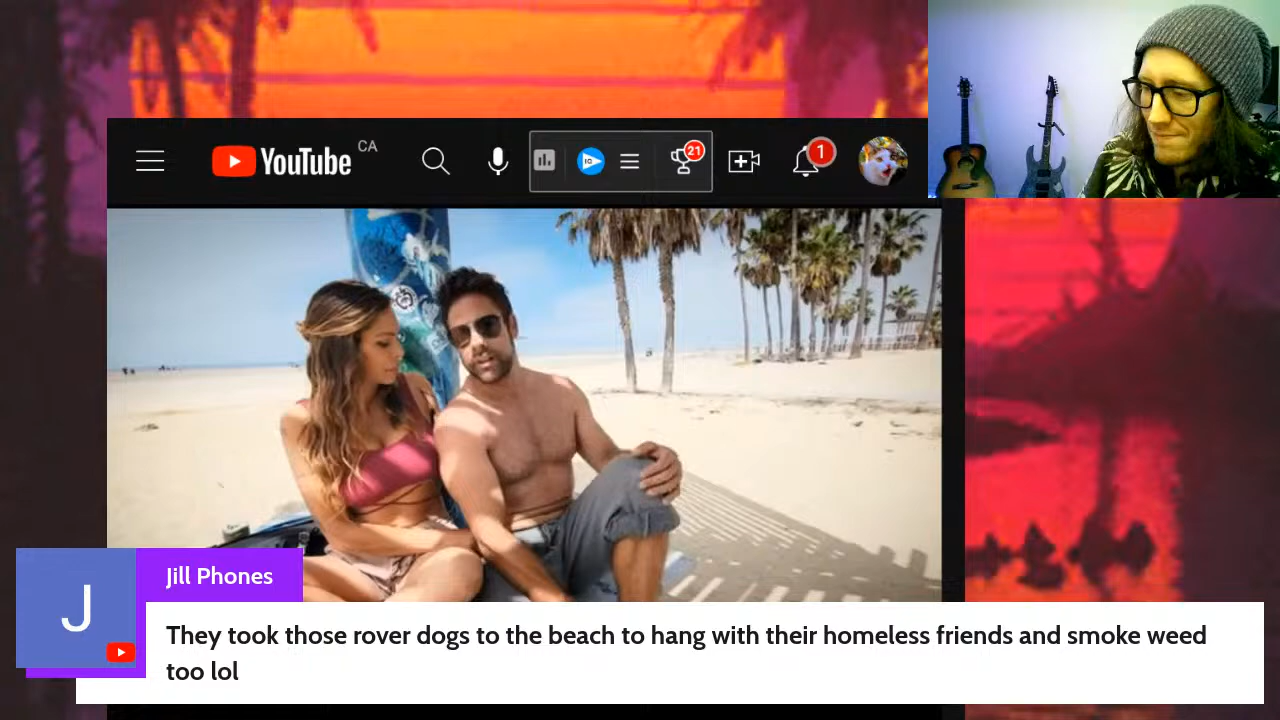 YouTube CA
IQ
21
1
J
Jill Phones
They took those rover dogs to the beach to hang with their homeless friends and smoke weed
too lol